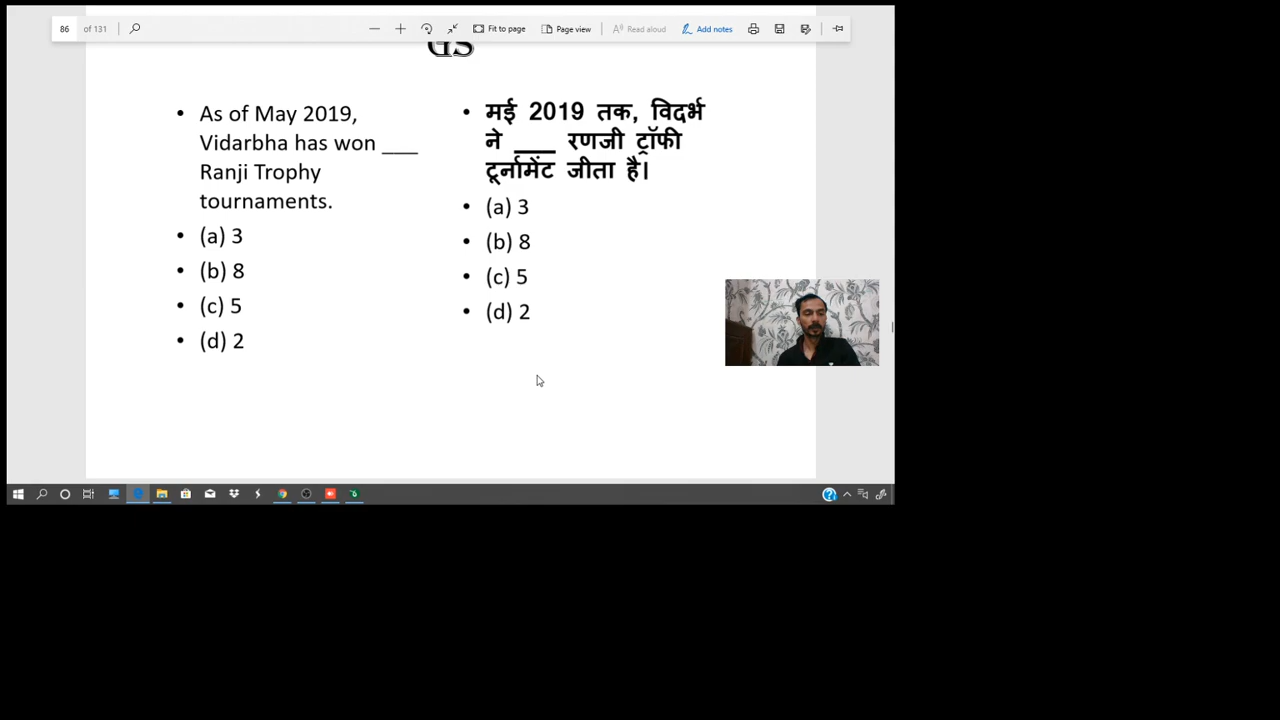 86 of 131 Fit to page Page view Read aloud Add notes
GS
• As of May 2019,
Vidarbha has won ___
Ranji Trophy
tournaments.
• (a) 3
• (b) 8
• (c) 5
• (d) 2
• मई 2019 तक, विदर्भ
ने ___ रणजी ट्रॉफी
टूर्नामेंट जीता है।
• (a) 3
• (b) 8
• (c) 5
• (d) 2